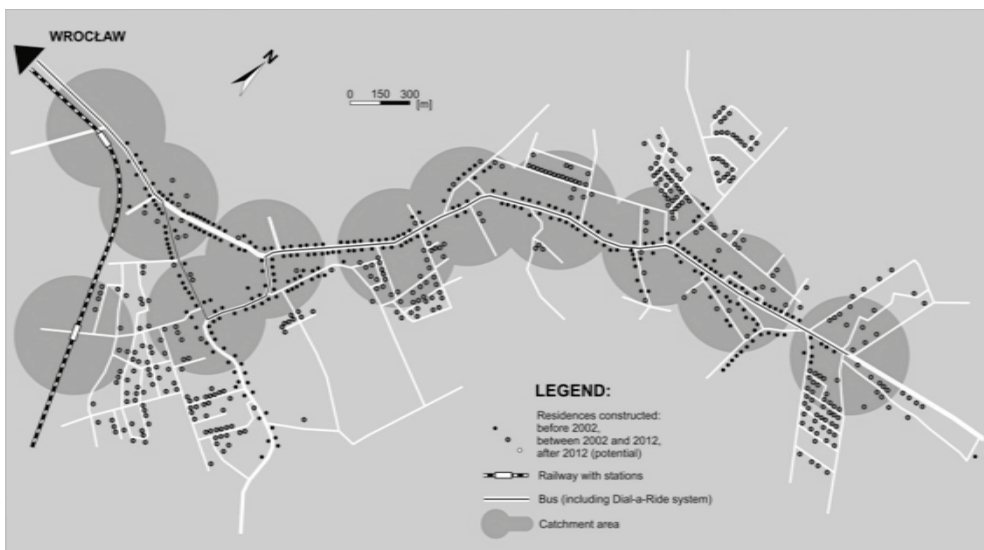 WROCŁAW
N
0 150 300
[m]
LEGEND:
Residences constructed:
before 2002,
between 2002 and 2012,
after 2012 (potential)
Railway with stations
Bus (including Dial-a-Ride system)
Catchment area